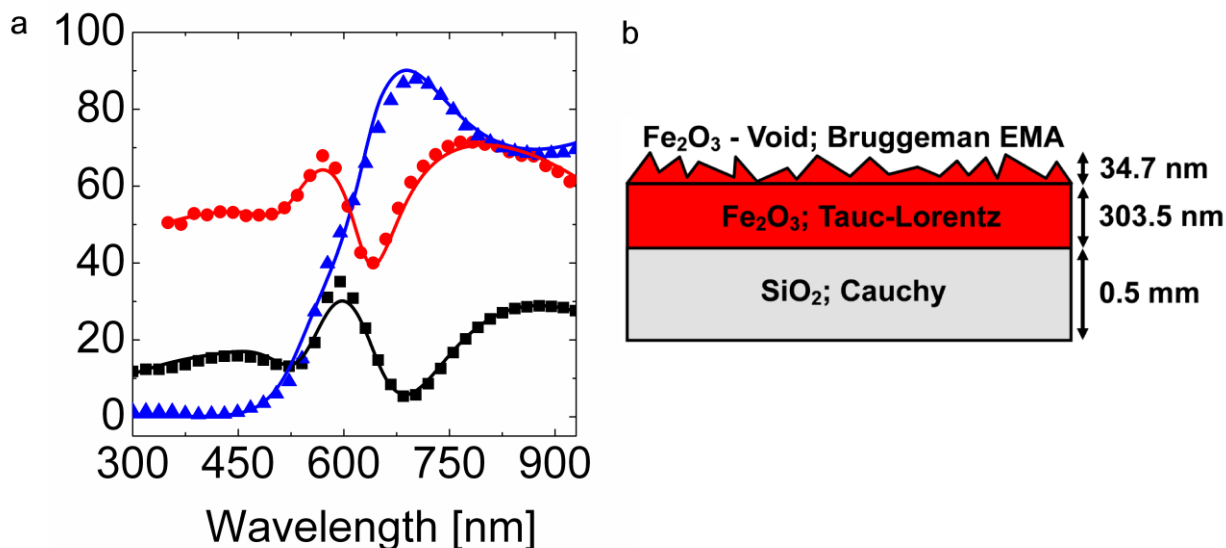 a
100
80
60
40
20
0
300 450 600 750 900
Wavelength [nm]
b
Fe₂O₃ - Void; Bruggeman EMA
34.7 nm
Fe₂O₃; Tauc-Lorentz
303.5 nm
SiO₂; Cauchy
0.5 mm